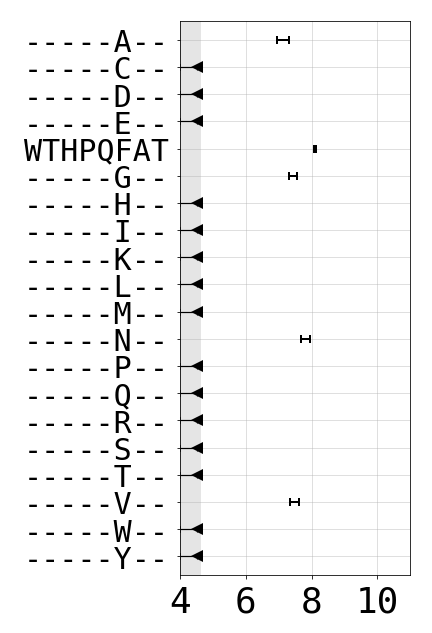 -----A--
-----C--
-----D--
-----E--
WTHPQFAT
-----G--
-----H--
-----I--
-----K--
-----L--
-----M--
-----N--
-----P--
-----Q--
-----R--
-----S--
-----T--
-----V--
-----W--
-----Y--
4 6 8 10